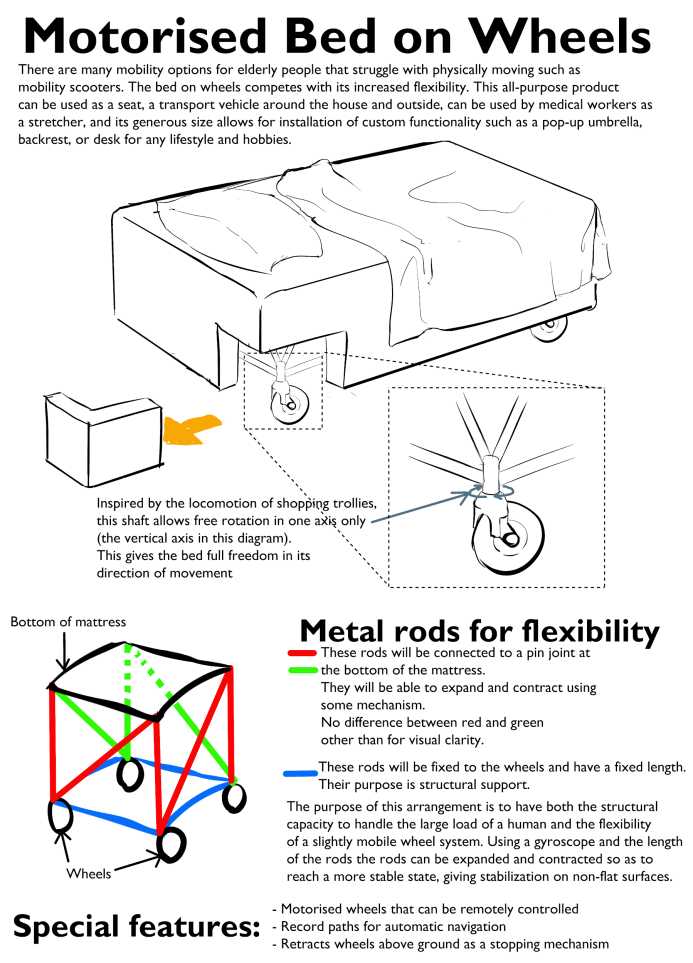 Motorised Bed on Wheels
There are many mobility options for elderly people that struggle with physically moving such as
mobility scooters. The bed on wheels competes with its increased flexibility. This all-purpose product
can be used as a seat, a transport vehicle around the house and outside, can be used by medical workers as
a stretcher, and its generous size allows for installation of custom functionality such as a pop-up umbrella,
backrest, or desk for any lifestyle and hobbies.
Inspired by the locomotion of shopping trollies,
this shaft allows free rotation in one axis only
(the vertical axis in this diagram).
This gives the bed full freedom in its
direction of movement
Bottom of mattress
Wheels
Metal rods for flexibility
These rods will be connected to a pin joint at
the bottom of the mattress.
They will be able to expand and contract using
some mechanism.
No difference between red and green
other than for visual clarity.
These rods will be fixed to the wheels and have a fixed length.
Their purpose is structural support.
The purpose of this arrangement is to have both the structural
capacity to handle the large load of a human and the flexibility
of a slightly mobile wheel system. Using a gyroscope and the length
of the rods the rods can be expanded and contracted so as to
reach a more stable state, giving stabilization on non-flat surfaces.
Special features:
- Motorised wheels that can be remotely controlled
- Record paths for automatic navigation
- Retracts wheels above ground as a stopping mechanism